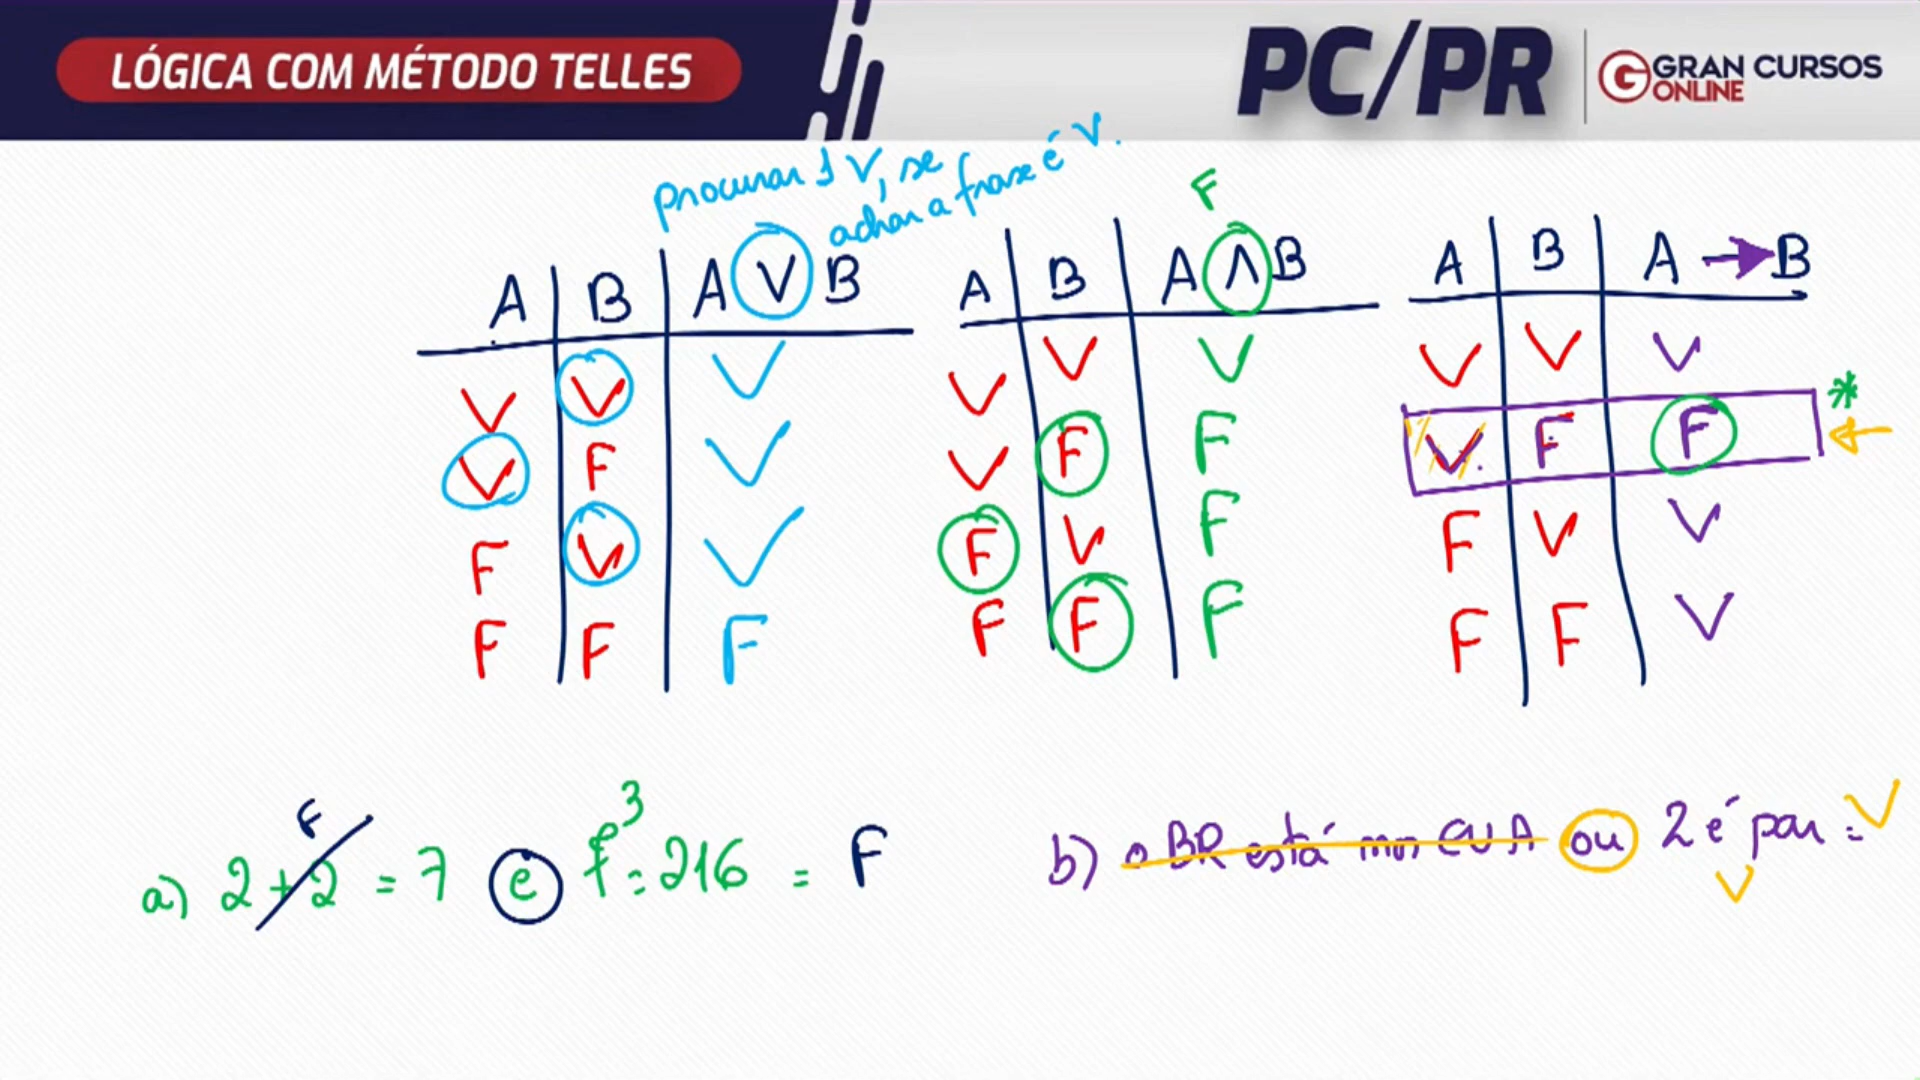 LÓGICA COM MÉTODO TELLES
PC/PR
GRAN CURSOS
ONLINE
procurar 1 V, se
achar a frase é V.
F
A B A V B
V V V
V F V
F V V
F F F
A B A Λ B
V V V
V F F
F V F
F F F
A B A → B
V V V
V F F *
F V V
F F V
F
a) 2 + 2 = 7 e f³ = 216 = F
b) o BR está nos EUA ou 2 é par = V
V